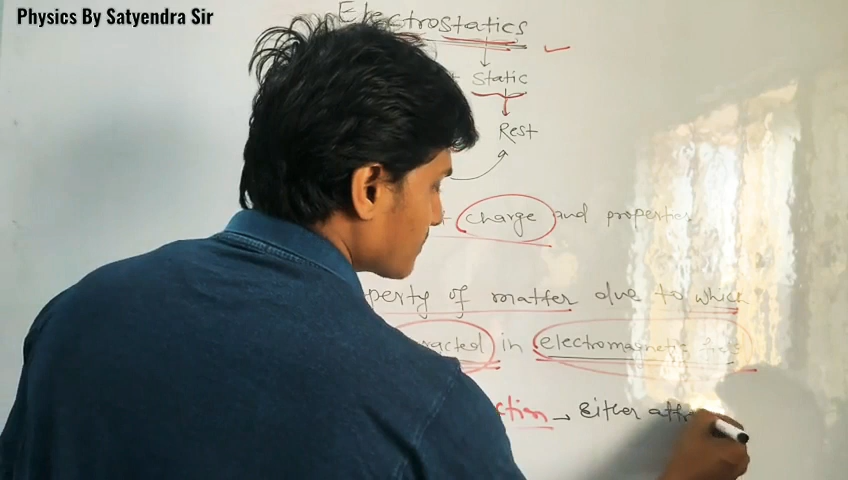 Physics By Satyendra Sir
Electrostatics
Static
Rest
charge and properties
perty of matter due to which
racted in electromagnetic
ction → Either attr